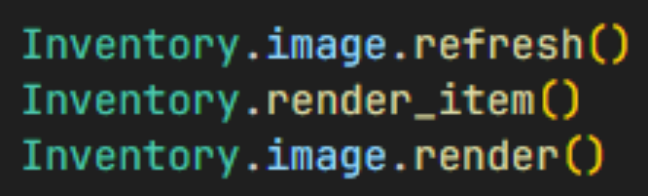 Inventory.image.refresh()
Inventory.render_item()
Inventory.image.render()